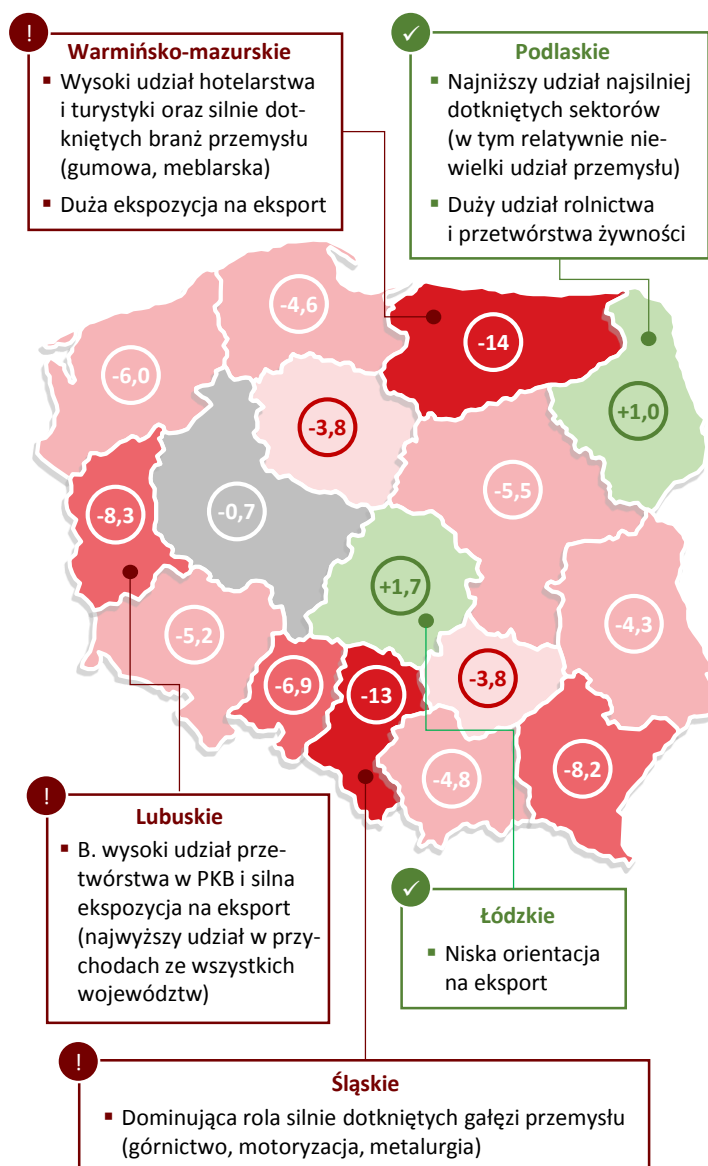 !
Warmińsko-mazurskie
▪ Wysoki udział hotelarstwa
i turystyki oraz silnie dot-
kniętych branż przemysłu
(gumowa, meblarska)
▪ Duża ekspozycja na eksport
✓
Podlaskie
▪ Najniższy udział najsilniej
dotkniętych sektorów
(w tym relatywnie nie-
wielki udział przemysłu)
▪ Duży udział rolnictwa
i przetwórstwa żywności
-4,6
-14
-6,0
+1,0
-3,8
-5,5
-8,3
-0,7
+1,7
-5,2
-4,3
-6,9
-13
-3,8
-4,8
-8,2
!
Lubuskie
▪ B. wysoki udział prze-
twórstwa w PKB i silna
ekspozycja na eksport
(najwyższy udział w przy-
chodach ze wszystkich
województw)
✓
Łódzkie
▪ Niska orientacja
na eksport
!
Śląskie
▪ Dominująca rola silnie dotkniętych gałęzi przemysłu
(górnictwo, motoryzacja, metalurgia)